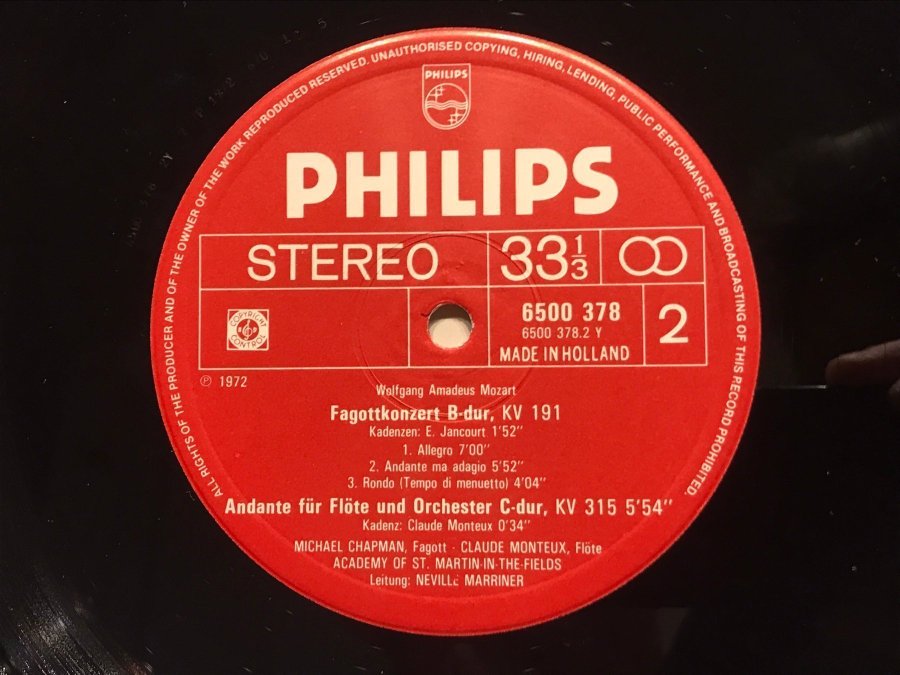 ALL RIGHTS OF THE PRODUCER AND OF THE OWNER OF THE WORK REPRODUCED RESERVED. UNAUTHORISED COPYING, HIRING, LENDING, PUBLIC PERFORMANCE AND BROADCASTING OF THIS RECORD PROHIBITED.
PHILIPS
PHILIPS
STEREO 33⅓
6500 378
6500 378.2 Y
2
COPYRIGHT
CONTROL
MADE IN HOLLAND
℗ 1972
Wolfgang Amadeus Mozart
Fagottkonzert B-dur, KV 191
Kadenzen: E. Jancourt 1'52"
1. Allegro 7'00"
2. Andante ma adagio 5'52"
3. Rondo (Tempo di menuetto) 4'04"
Andante für Flöte und Orchester C-dur, KV 315 5'54"
Kadenz: Claude Monteux 0'34"
MICHAEL CHAPMAN, Fagott - CLAUDE MONTEUX, Flöte
ACADEMY OF ST. MARTIN-IN-THE-FIELDS
Leitung: NEVILLE MARRINER